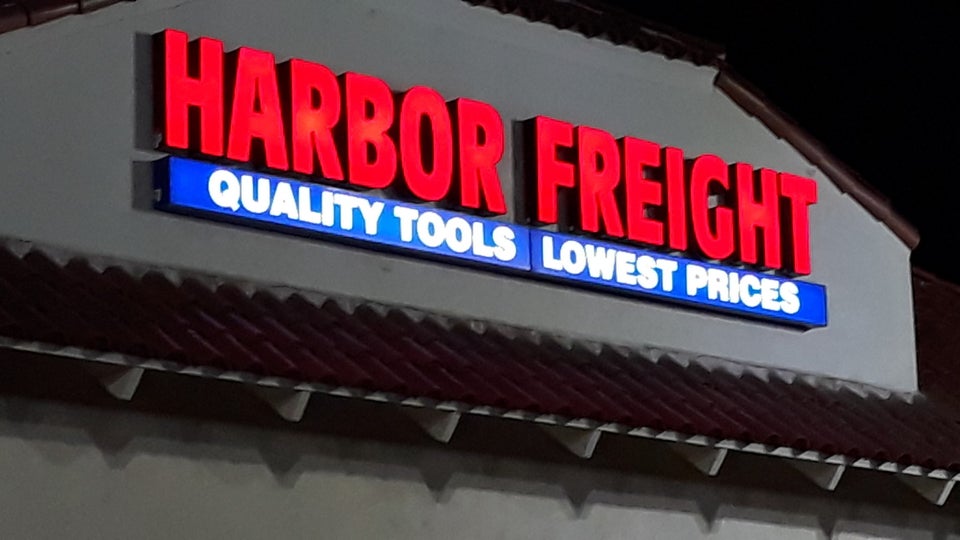 HARBOR FREIGHT
QUALITY TOOLS LOWEST PRICES